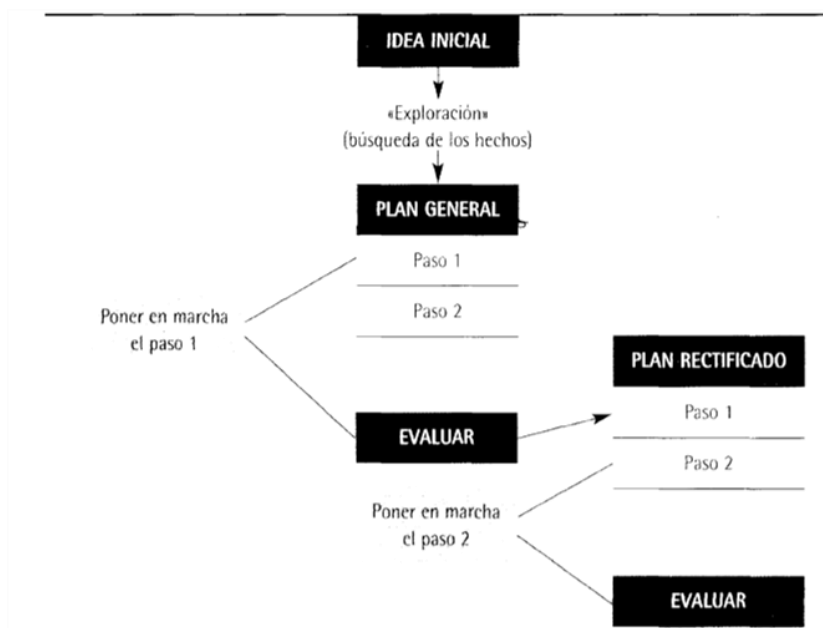 IDEA INICIAL
«Exploración»
(búsqueda de los hechos)
PLAN GENERAL
Paso 1
Paso 2
Poner en marcha
el paso 1
EVALUAR
PLAN RECTIFICADO
Paso 1
Paso 2
Poner en marcha
el paso 2
EVALUAR